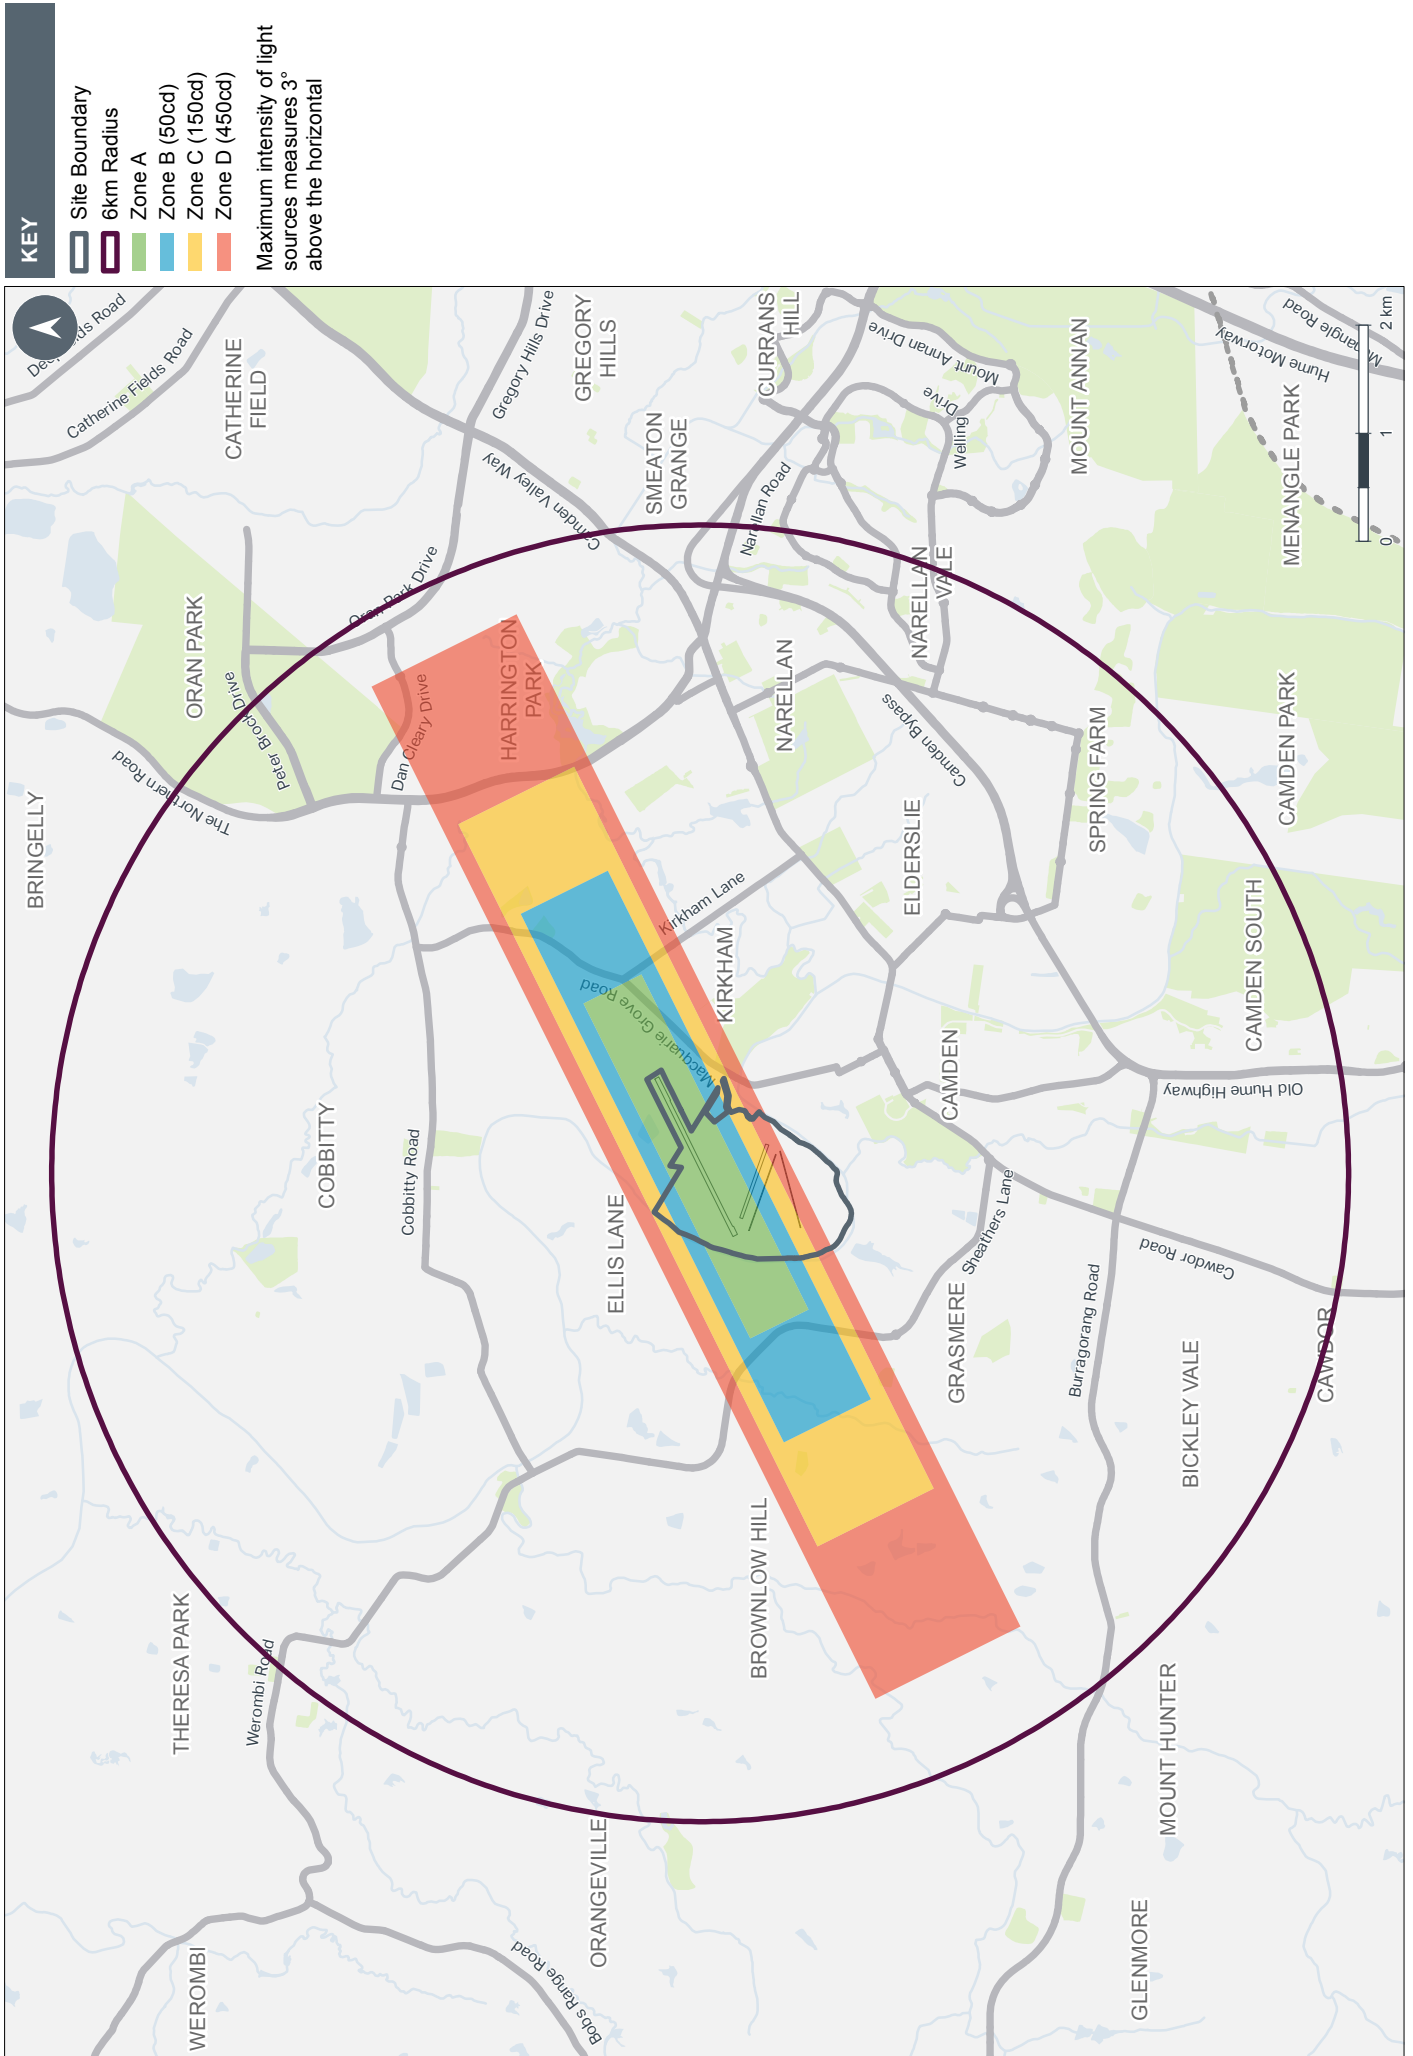 KEY
Site Boundary
6km Radius
Zone A
Zone B (50cd)
Zone C (150cd)
Zone D (450cd)
Maximum intensity of light
sources measures 3°
above the horizontal
WEROMBI
Bobs Range Road
ORANGEVILLE
GLENMORE
THERESA PARK
Werombi Road
MOUNT HUNTER
BROWNLOW HILL
BICKLEY VALE
CAWDOR
Burragorang Road
GRASMERE
Sheathers Lane
Cawdor Road
COBBITTY
Cobbitty Road
ELLIS LANE
Macquarie Grove Road
KIRKHAM
Kirkham Lane
CAMDEN
Old Hume Highway
CAMDEN SOUTH
BRINGELLY
The Northern Road
Peter Brock Drive
Dan Cleary Drive
ORAN PARK
Oran Park Drive
HARRINGTON
PARK
NARELLAN
ELDERSLIE
Camden Bypass
SPRING FARM
CAMDEN PARK
NARELLAN
VALE
Narellan Road
SMEATON
GRANGE
Camden Valley Way
CATHERINE
FIELD
Catherine Fields Road
Road
Gregory Hills Drive
GREGORY
HILLS
CURRANS
HILL
Mount Annan Drive
Welling
Drive
MOUNT ANNAN
MENANGLE PARK
Hume Motorway
Road
0
1
2 km